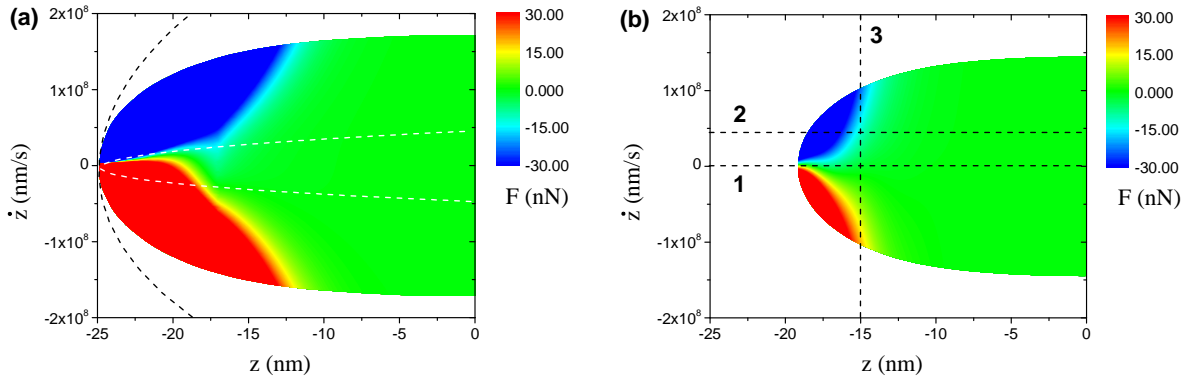 (a)
2x10⁸
1x10⁸
0
-1x10⁸
-2x10⁸
ż (nm/s)
-25 -20 -15 -10 -5 0
z (nm)
30.00
15.00
0.000
-15.00
-30.00
F (nN)
(b)
2x10⁸
1x10⁸
0
-1x10⁸
-2x10⁸
ż (nm/s)
3
2
1
-25 -20 -15 -10 -5 0
z (nm)
30.00
15.00
0.000
-15.00
-30.00
F (nN)